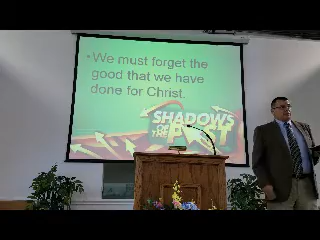 •We must forget the
good that we have
done for Christ.
SHADOWS
OF THE PAST